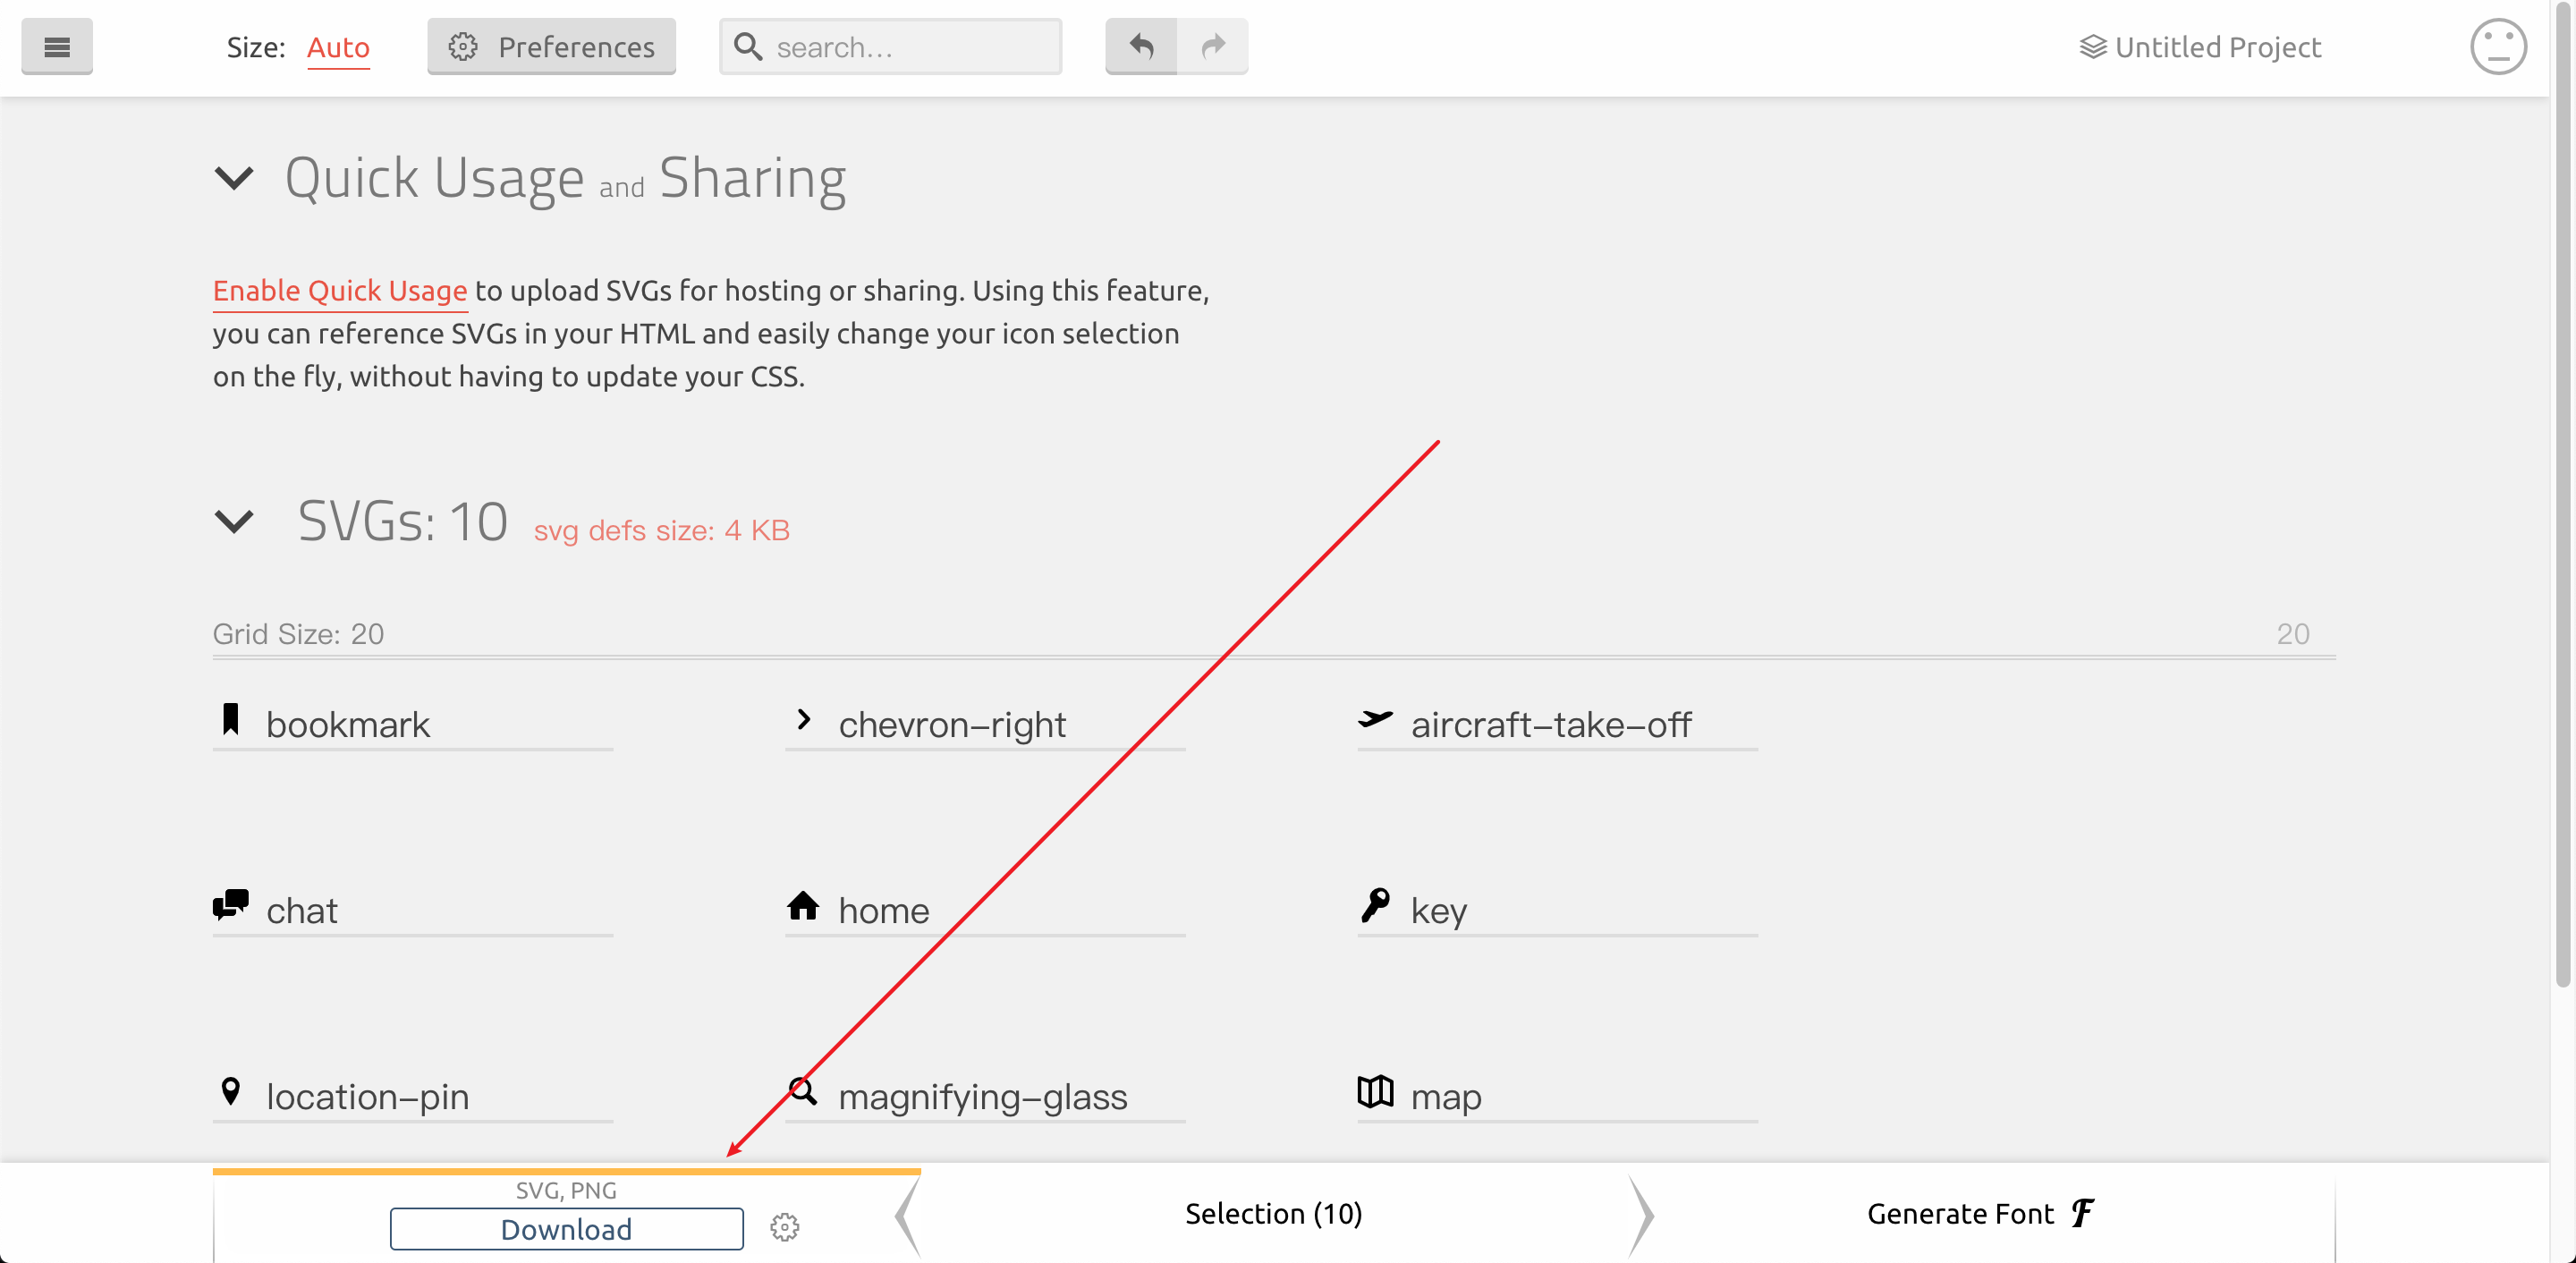 Size: Auto Preferences search... Untitled Project
Quick Usage and Sharing
Enable Quick Usage to upload SVGs for hosting or sharing. Using this feature,
you can reference SVGs in your HTML and easily change your icon selection
on the fly, without having to update your CSS.
SVGs: 10 svg defs size: 4 KB
Grid Size: 20 20
bookmark chevron-right aircraft-take-off
chat home key
location-pin magnifying-glass map
SVG, PNG
Download Selection (10) Generate Font